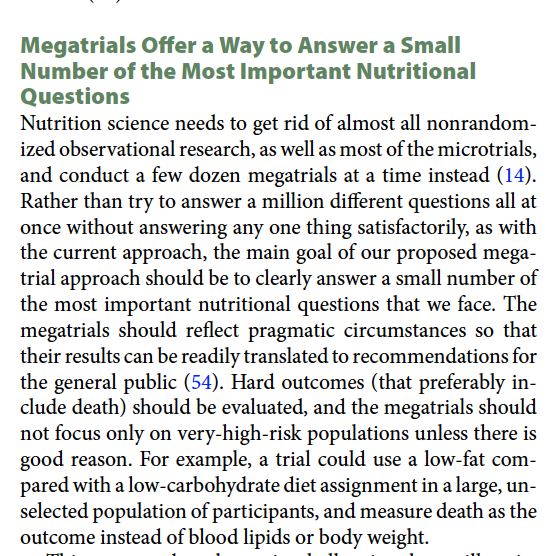 Megatrials Offer a Way to Answer a Small
Number of the Most Important Nutritional
Questions
Nutrition science needs to get rid of almost all nonrandom-
ized observational research, as well as most of the microtrials,
and conduct a few dozen megatrials at a time instead (14).
Rather than try to answer a million different questions all at
once without answering any one thing satisfactorily, as with
the current approach, the main goal of our proposed mega-
trial approach should be to clearly answer a small number of
the most important nutritional questions that we face. The
megatrials should reflect pragmatic circumstances so that
their results can be readily translated to recommendations for
the general public (54). Hard outcomes (that preferably in-
clude death) should be evaluated, and the megatrials should
not focus only on very-high-risk populations unless there is
good reason. For example, a trial could use a low-fat com-
pared with a low-carbohydrate diet assignment in a large, un-
selected population of participants, and measure death as the
outcome instead of blood lipids or body weight.